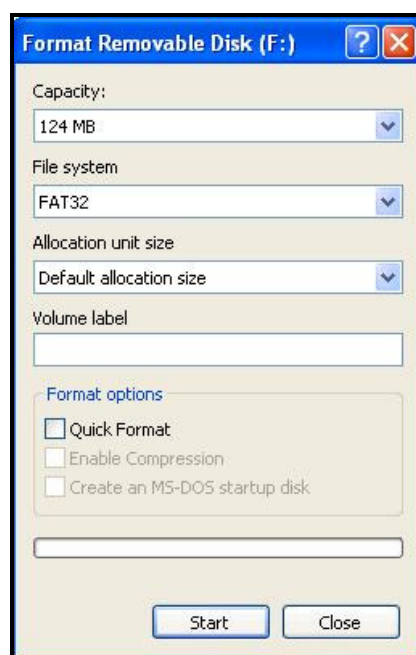 Format Removable Disk (F:)
Capacity:
124 MB
File system
FAT32
Allocation unit size
Default allocation size
Volume label
Format options
Quick Format
Enable Compression
Create an MS-DOS startup disk
Start
Close